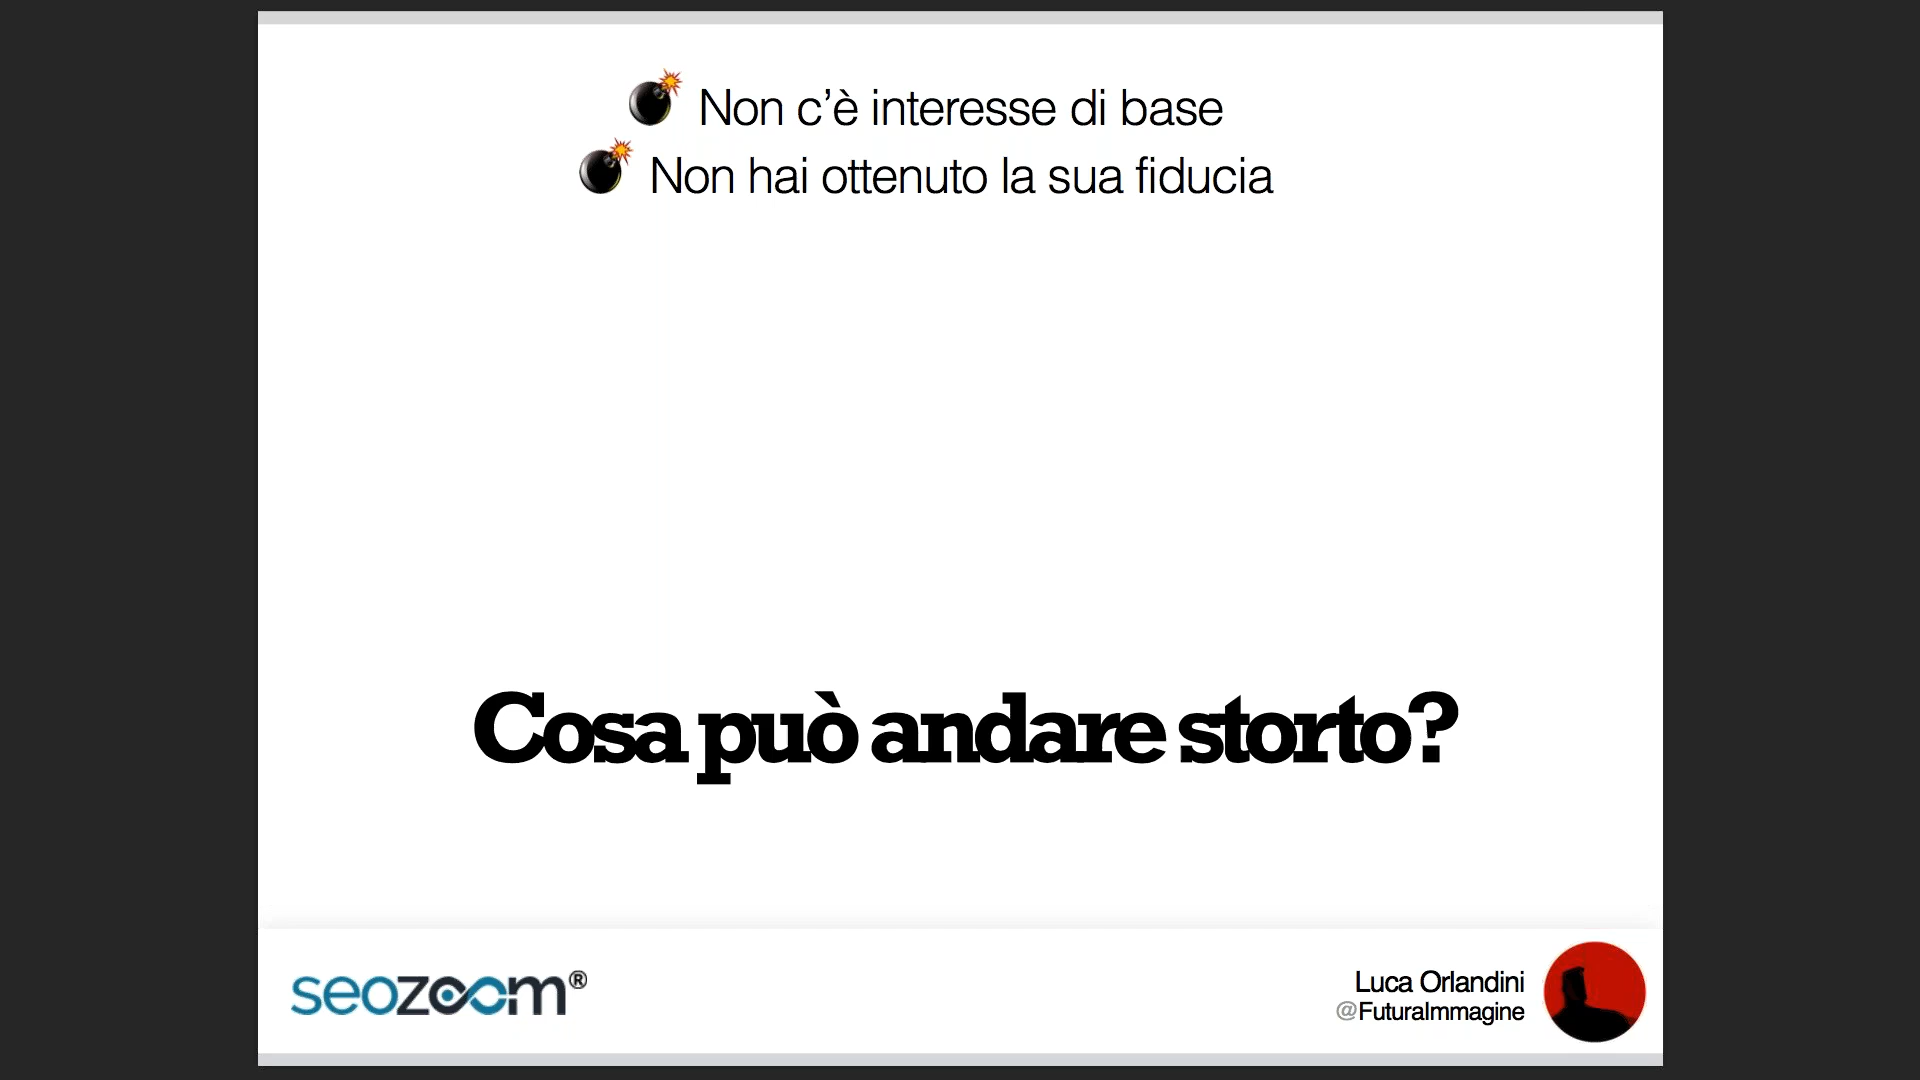 💣 Non c’è interesse di base
💣 Non hai ottenuto la sua fiducia
Cosa può andare storto?
seozoom®
Luca Orlandini
@FuturaImmagine